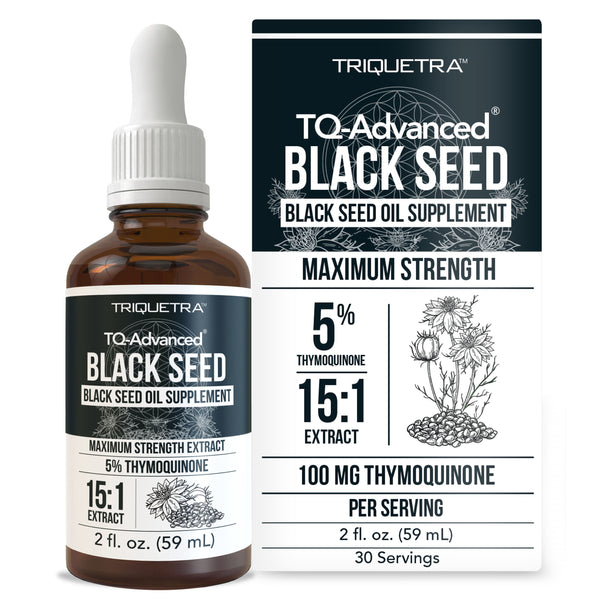 TRIQUETRA™
TQ-Advanced®
BLACK SEED
BLACK SEED OIL SUPPLEMENT
MAXIMUM STRENGTH EXTRACT
5% THYMOQUINONE
15:1
EXTRACT
2 fl. oz. (59 mL)
TRIQUETRA™
TQ-Advanced®
BLACK SEED
BLACK SEED OIL SUPPLEMENT
MAXIMUM STRENGTH
5%
THYMOQUINONE
15:1
EXTRACT
100 MG THYMOQUINONE
PER SERVING
2 fl. oz. (59 mL)
30 Servings